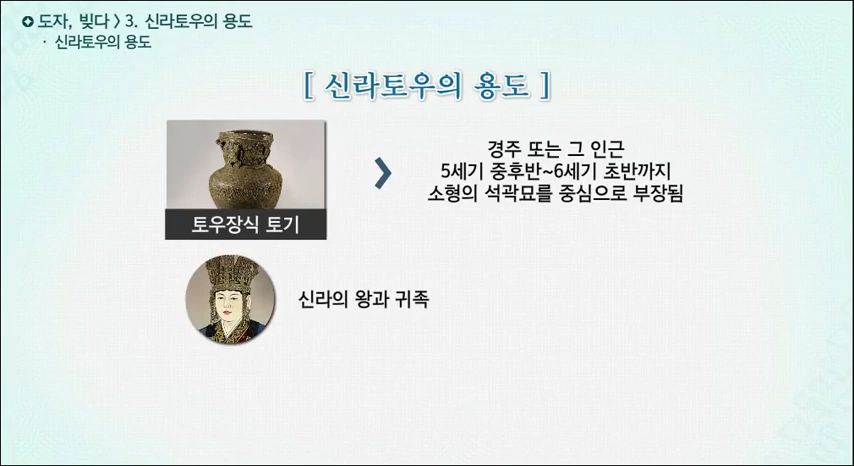 도자, 빚다 > 3. 신라토우의 용도
· 신라토우의 용도
[ 신라토우의 용도 ]
경주 또는 그 인근
5세기 중후반~6세기 초반까지
소형의 석곽묘를 중심으로 부장됨
토우장식 토기
신라의 왕과 귀족